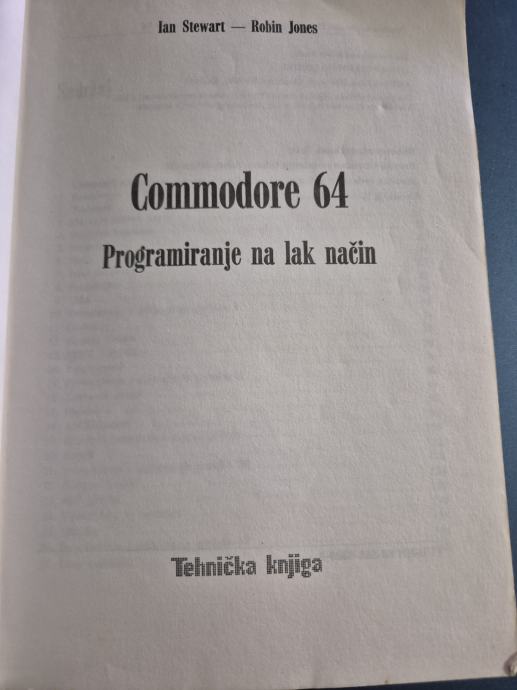 Ian Stewart — Robin Jones
Commodore 64
Programiranje na lak način
Tehnička knjiga